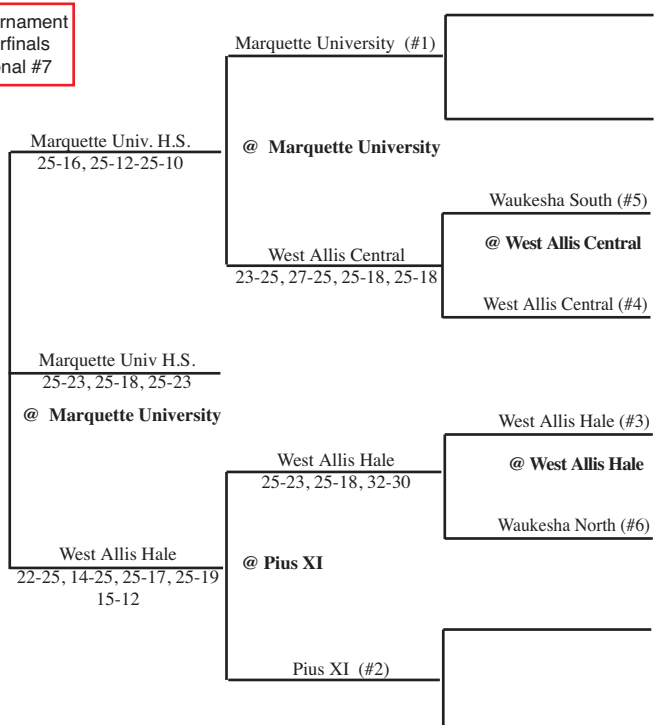 rnament
rfinals
nal #7
Marquette University (#1)
Marquette Univ. H.S.
25-16, 25-12-25-10
@ Marquette University
Waukesha South (#5)
@ West Allis Central
West Allis Central
23-25, 27-25, 25-18, 25-18
West Allis Central (#4)
Marquette Univ H.S.
25-23, 25-18, 25-23
@ Marquette University
West Allis Hale (#3)
West Allis Hale
25-23, 25-18, 32-30
@ West Allis Hale
Waukesha North (#6)
West Allis Hale
22-25, 14-25, 25-17, 25-19
15-12
@ Pius XI
Pius XI (#2)